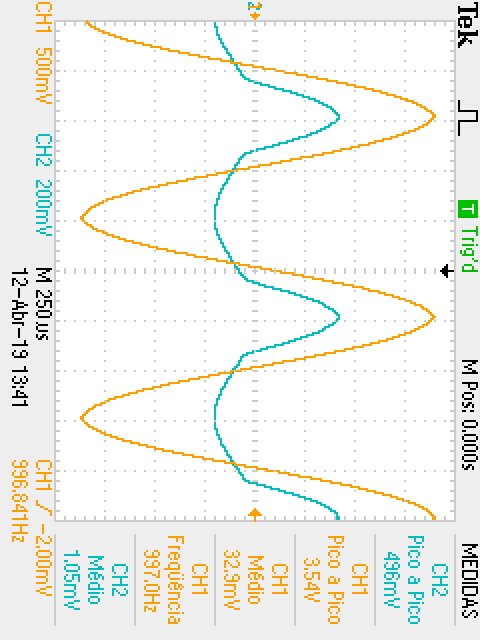 Tek
T Trig'd
M Pos: 0.000s
MEDIDAS
CH2
Pico a Pico
496mV
CH1
Pico a Pico
3.54V
CH1
Médio
32.9mV
CH1
Freqüência
997.0Hz
CH2
Médio
1.05mV
CH1 500mV CH2 200mV M 250us CH1 / -2.00mV
12-Abr-19 13:41 996.841Hz